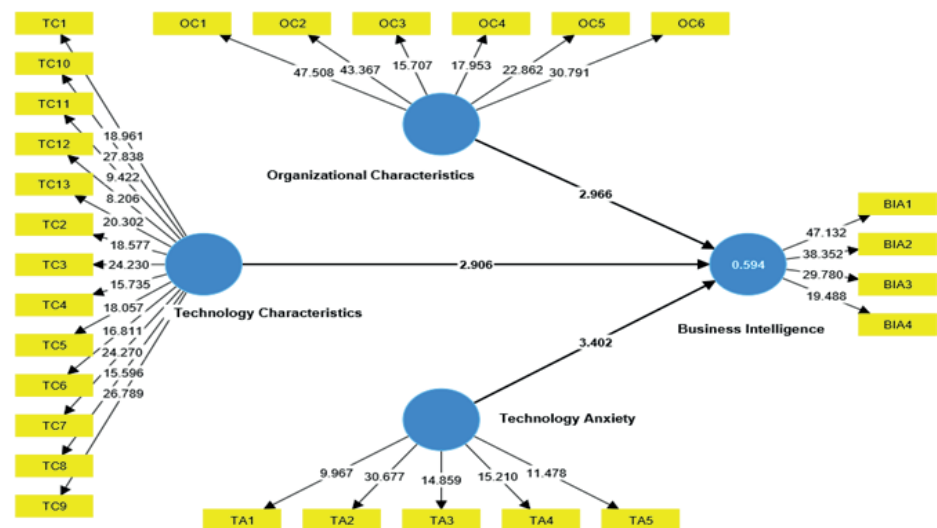 TC1
OC1
OC2
OC3
OC4
OC5
OC6
TC10
47.508
43.367
15.707
17.953
22.862
30.791
TC11
TC12
18.961
27.838
9.422
8.206
20.302
18.577
24.230
15.735
18.057
16.811
24.270
15.596
26.789
TC13
TC2
TC3
TC4
TC5
TC6
TC7
TC8
TC9
Organizational Characteristics
2.966
Technology Characteristics
2.906
0.594
Business Intelligence
BIA1
47.132
BIA2
38.352
BIA3
29.780
BIA4
19.488
3.402
Technology Anxiety
9.967
30.677
14.859
15.210
11.478
TA1
TA2
TA3
TA4
TA5